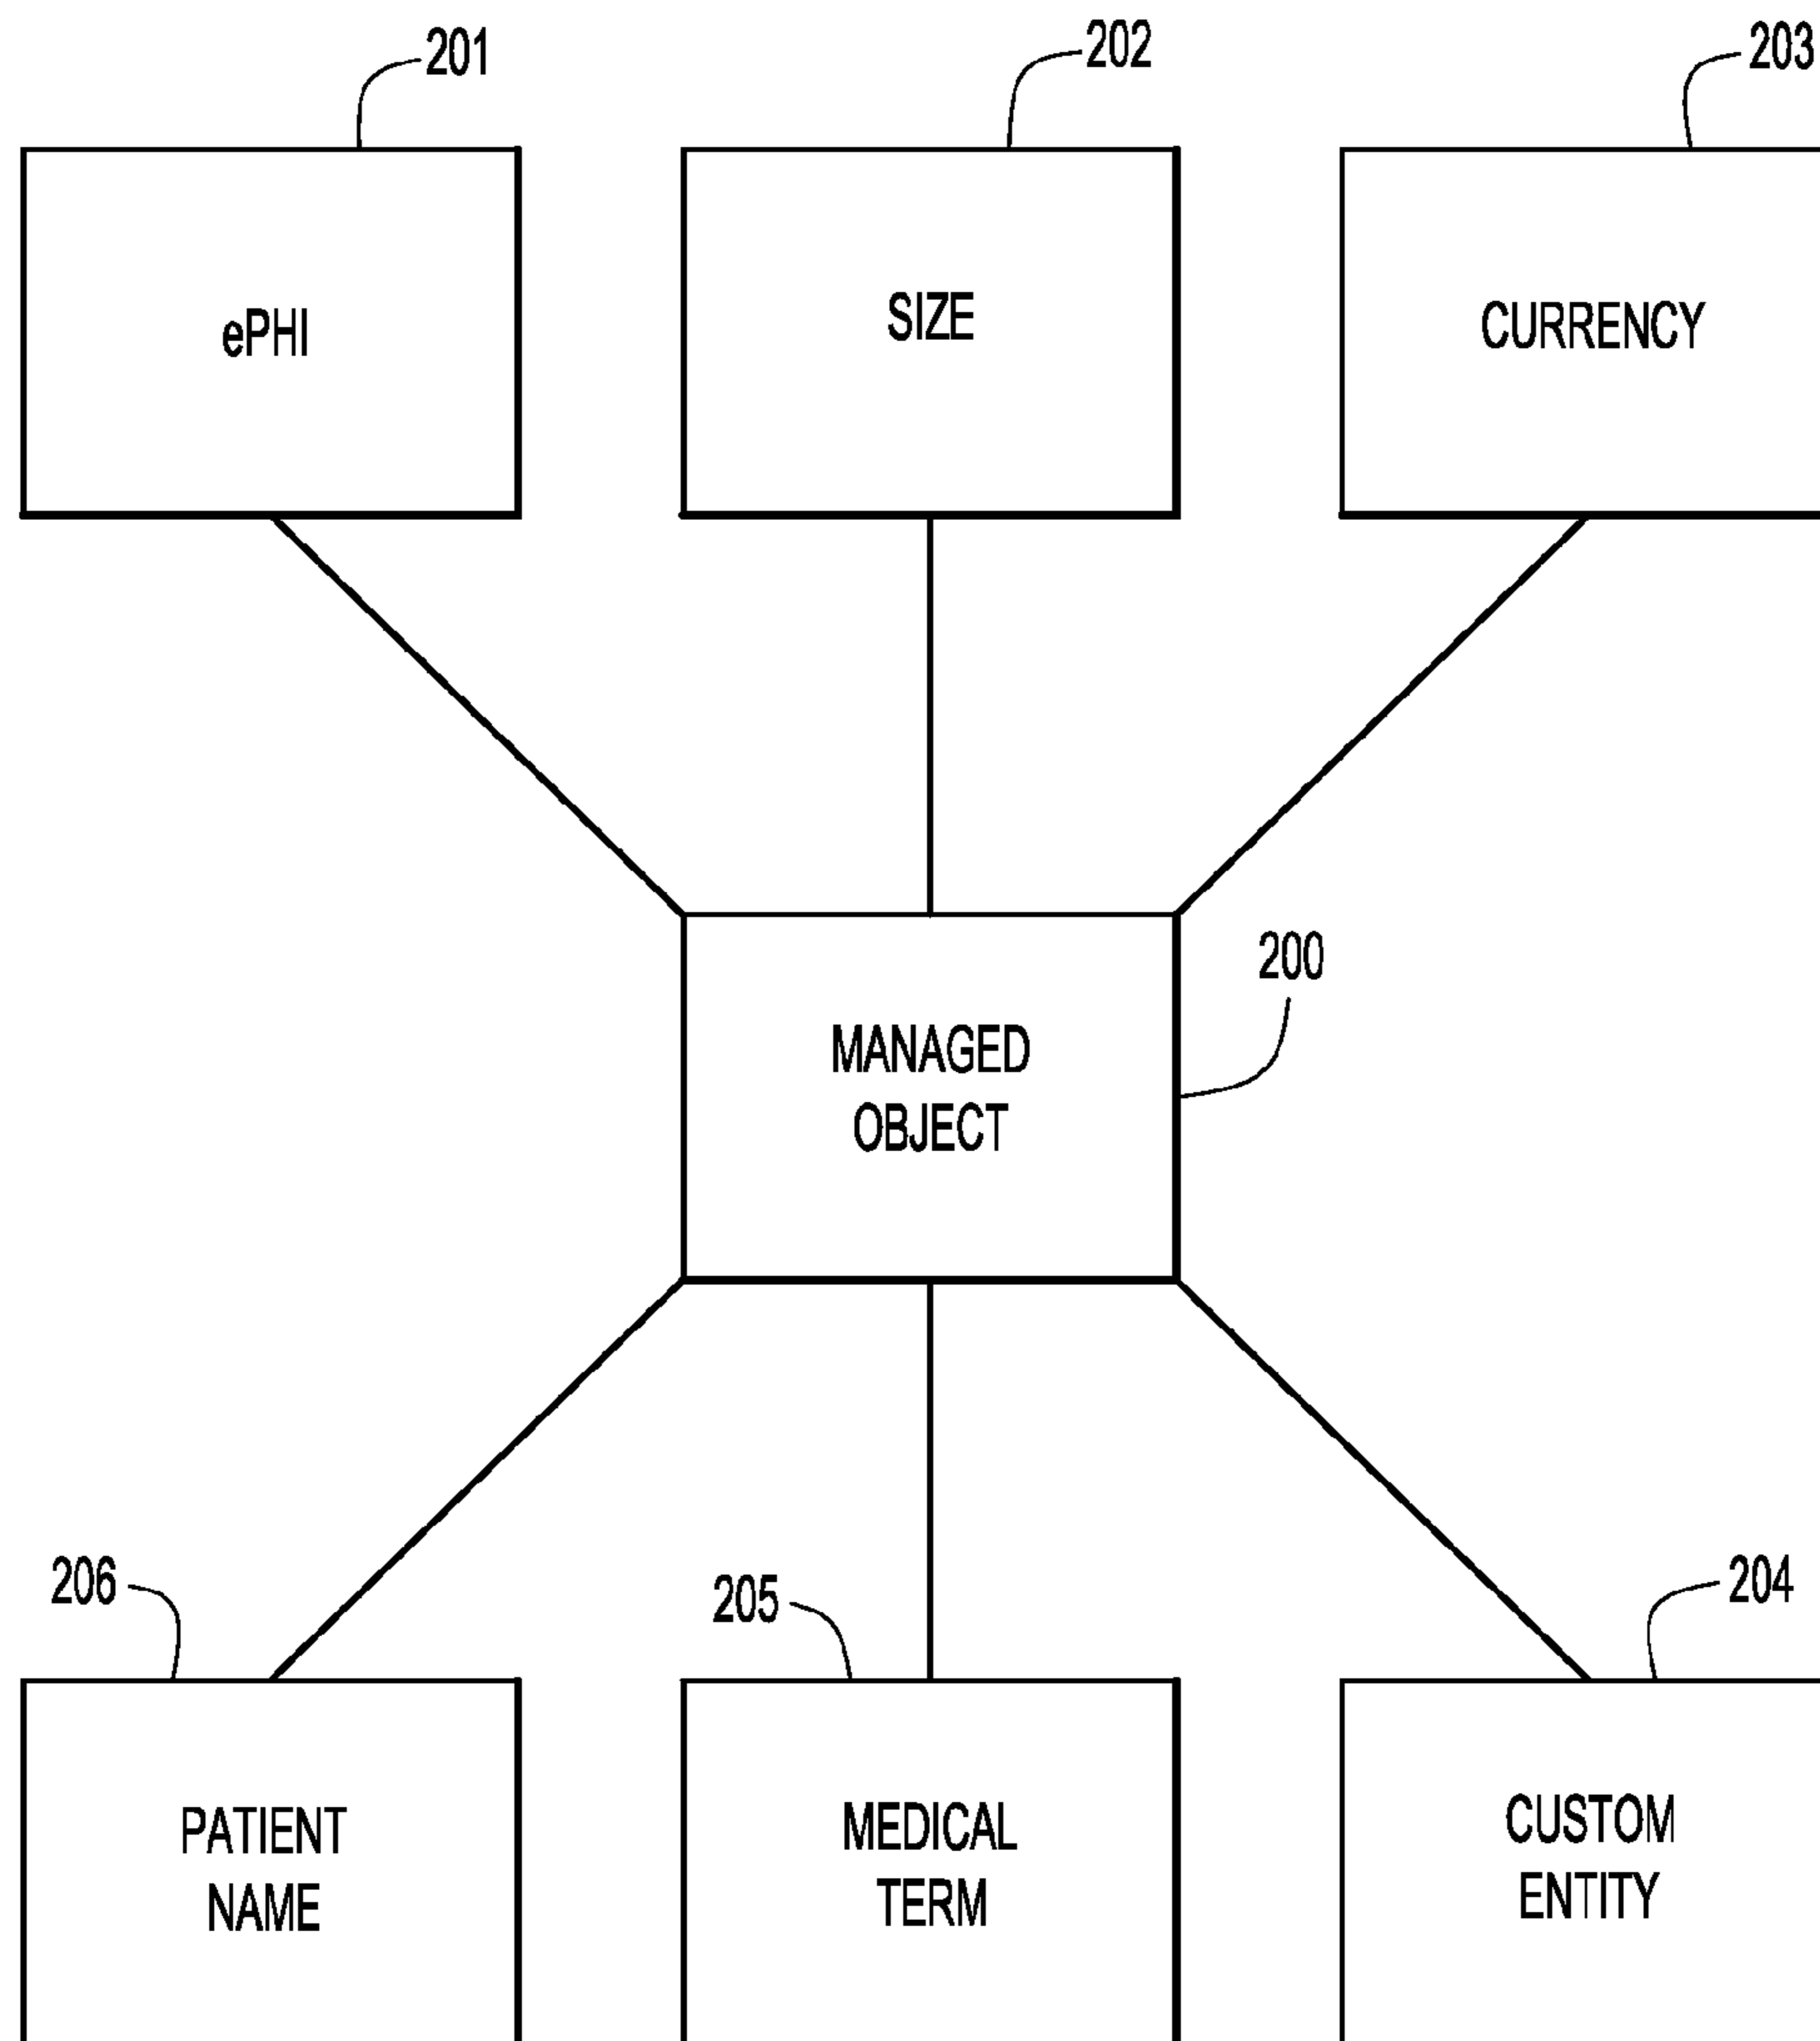 201
202
203
ePHI
SIZE
CURRENCY
200
MANAGED
OBJECT
206
205
204
PATIENT
NAME
MEDICAL
TERM
CUSTOM
ENTITY